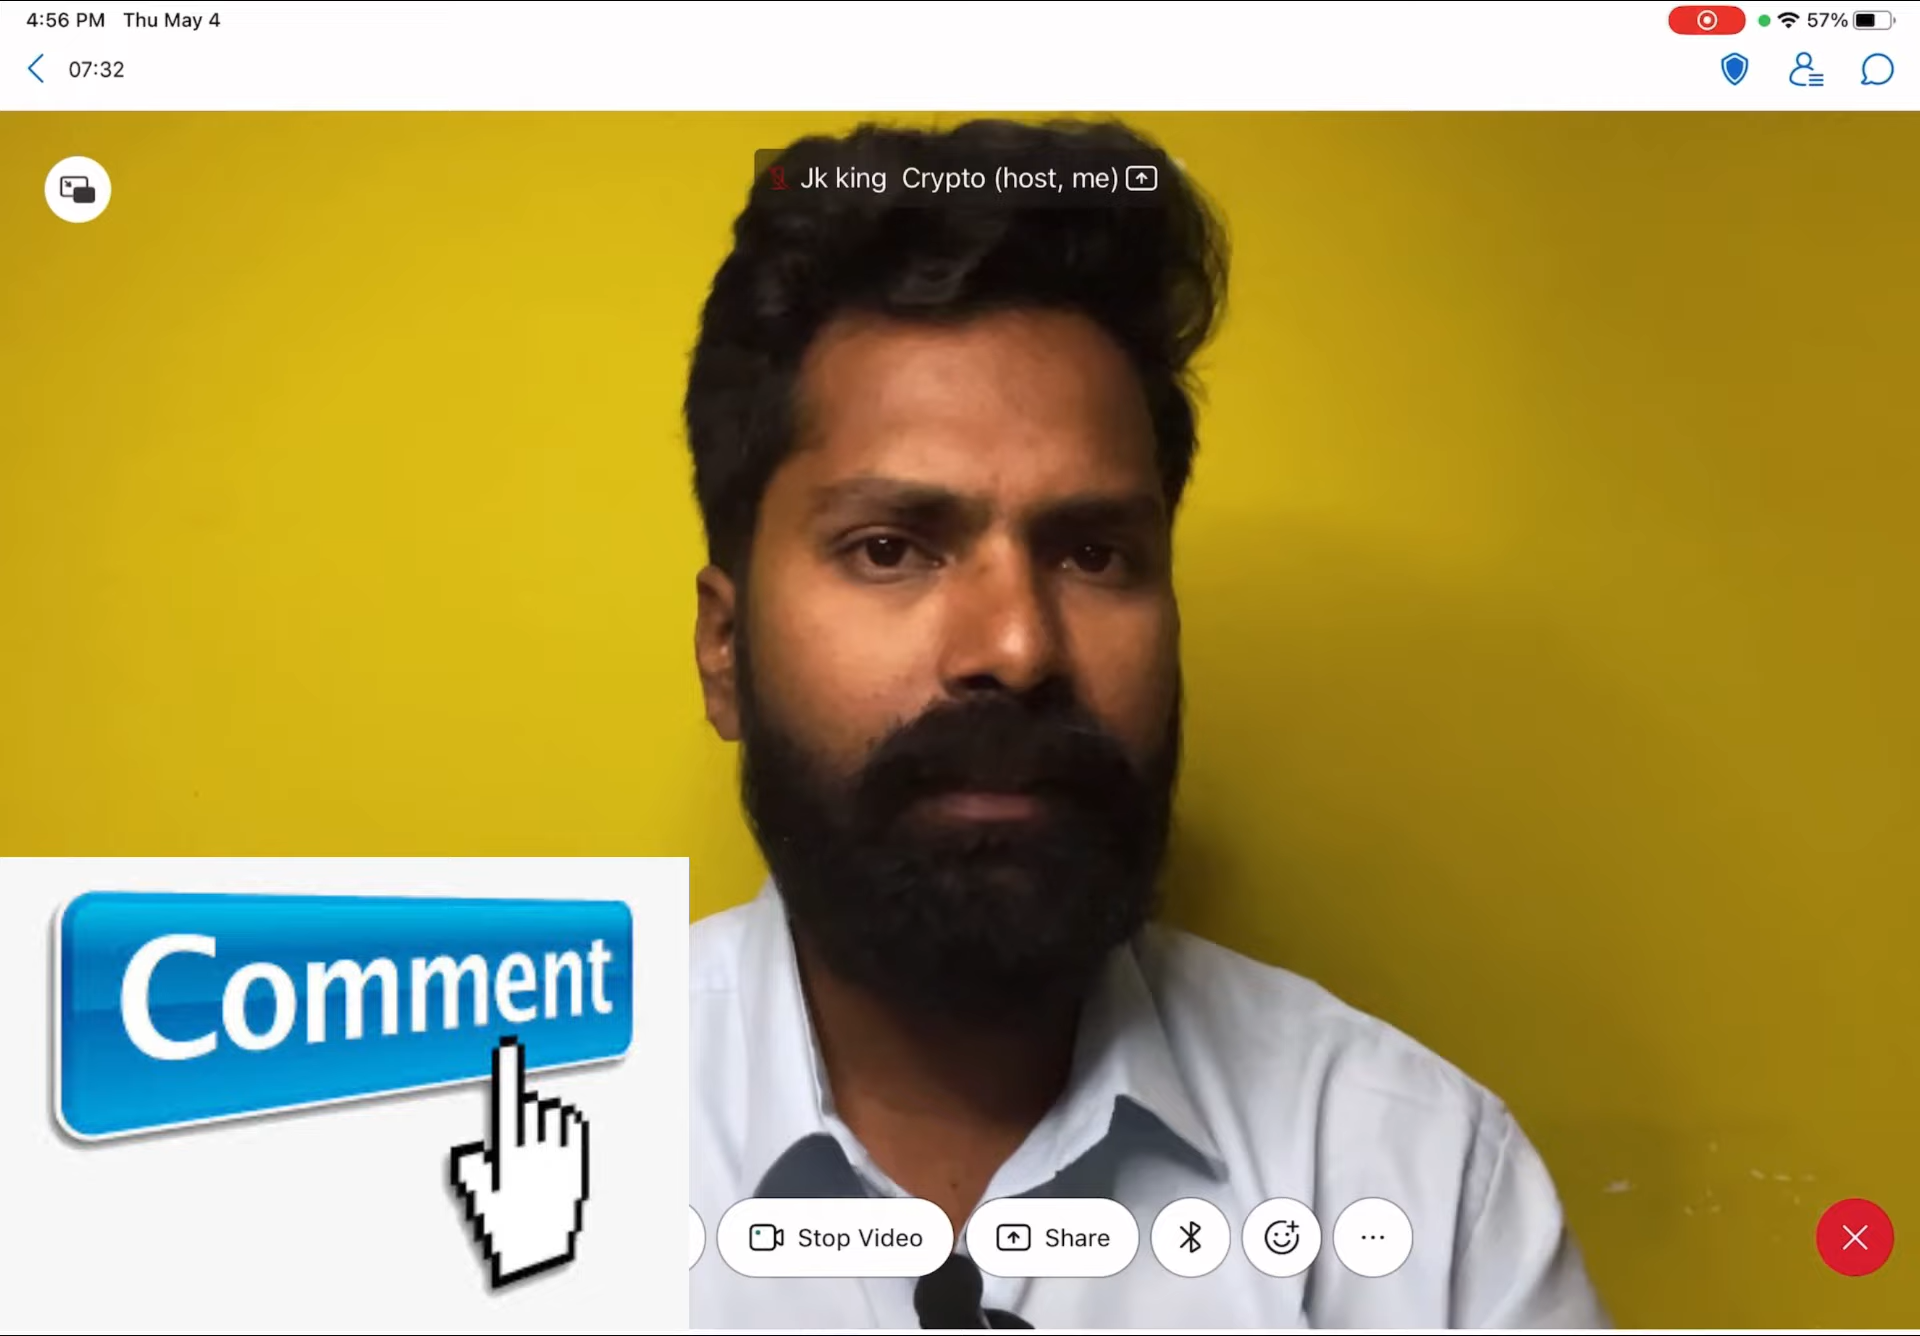 4:56 PM Thu May 4
57%
07:32
Jk king Crypto (host, me)
Comment
Stop Video
Share